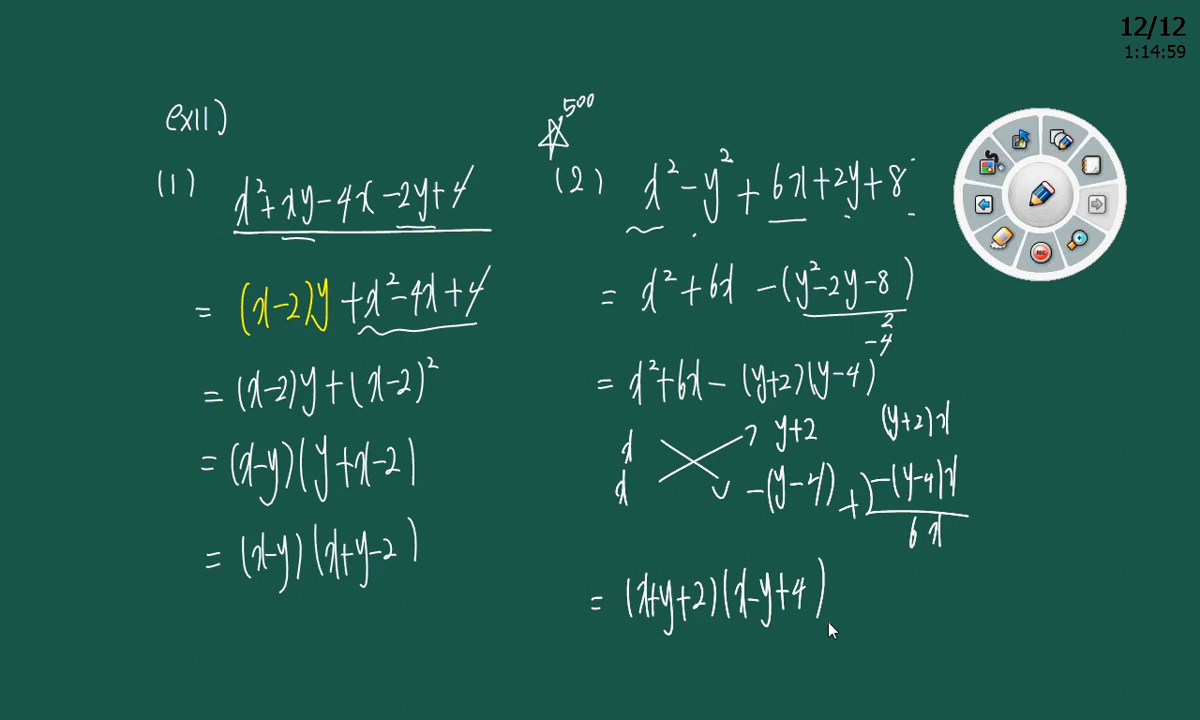 12/12
1:14:59
ex11)
(1) x²+xy-4x-2y+4
= (x-2)y+x²-4x+4
= (x-2)y+(x-2)²
= (x-y)(y+x-2)
= (x-y)(x+y-2)
500
(2) x²-y²+6x+2y+8
= x²+6x-(y²-2y-8)
2
-4
= x²+6x-(y+2)(y-4)
x y+2 (y+2)x
x -(y-4) +) -(y-4)x
6x
= (x+y+2)(x-y+4)
REC